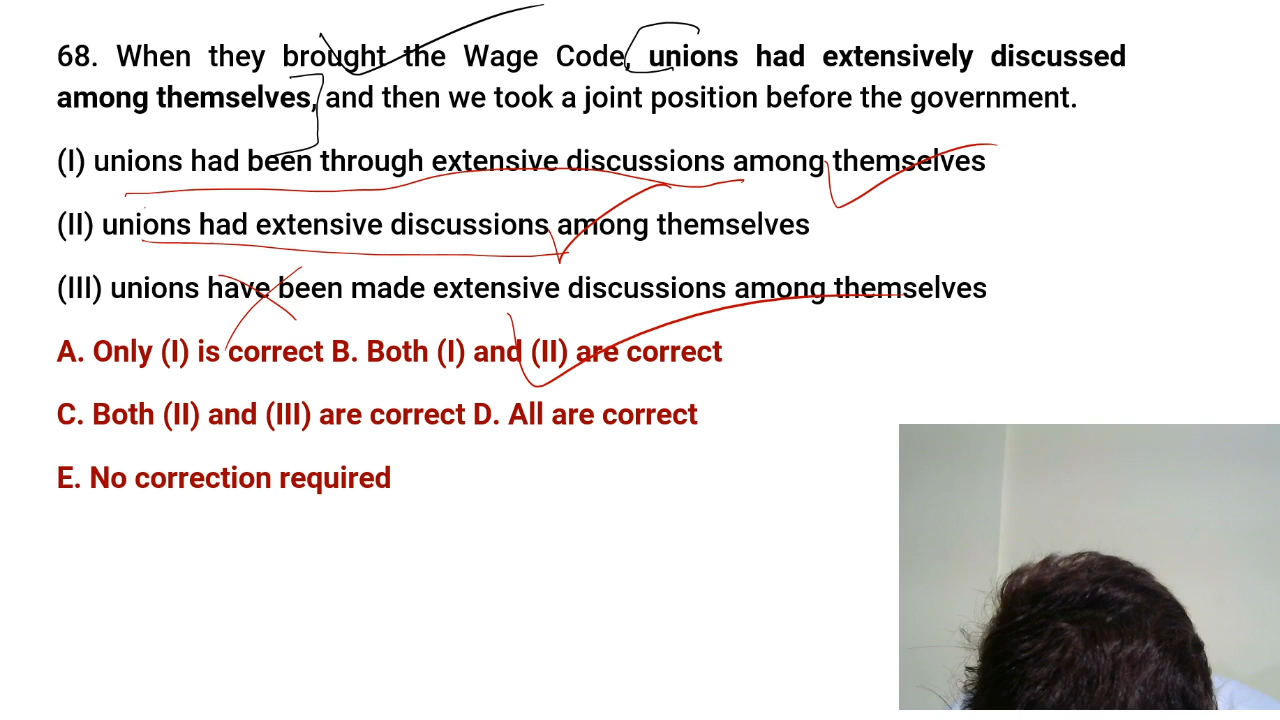 68. When they brought the Wage Code, unions had extensively discussed
among themselves, and then we took a joint position before the government.
(I) unions had been through extensive discussions among themselves
(II) unions had extensive discussions among themselves
(III) unions have been made extensive discussions among themselves
A. Only (I) is correct B. Both (I) and (II) are correct
C. Both (II) and (III) are correct D. All are correct
E. No correction required